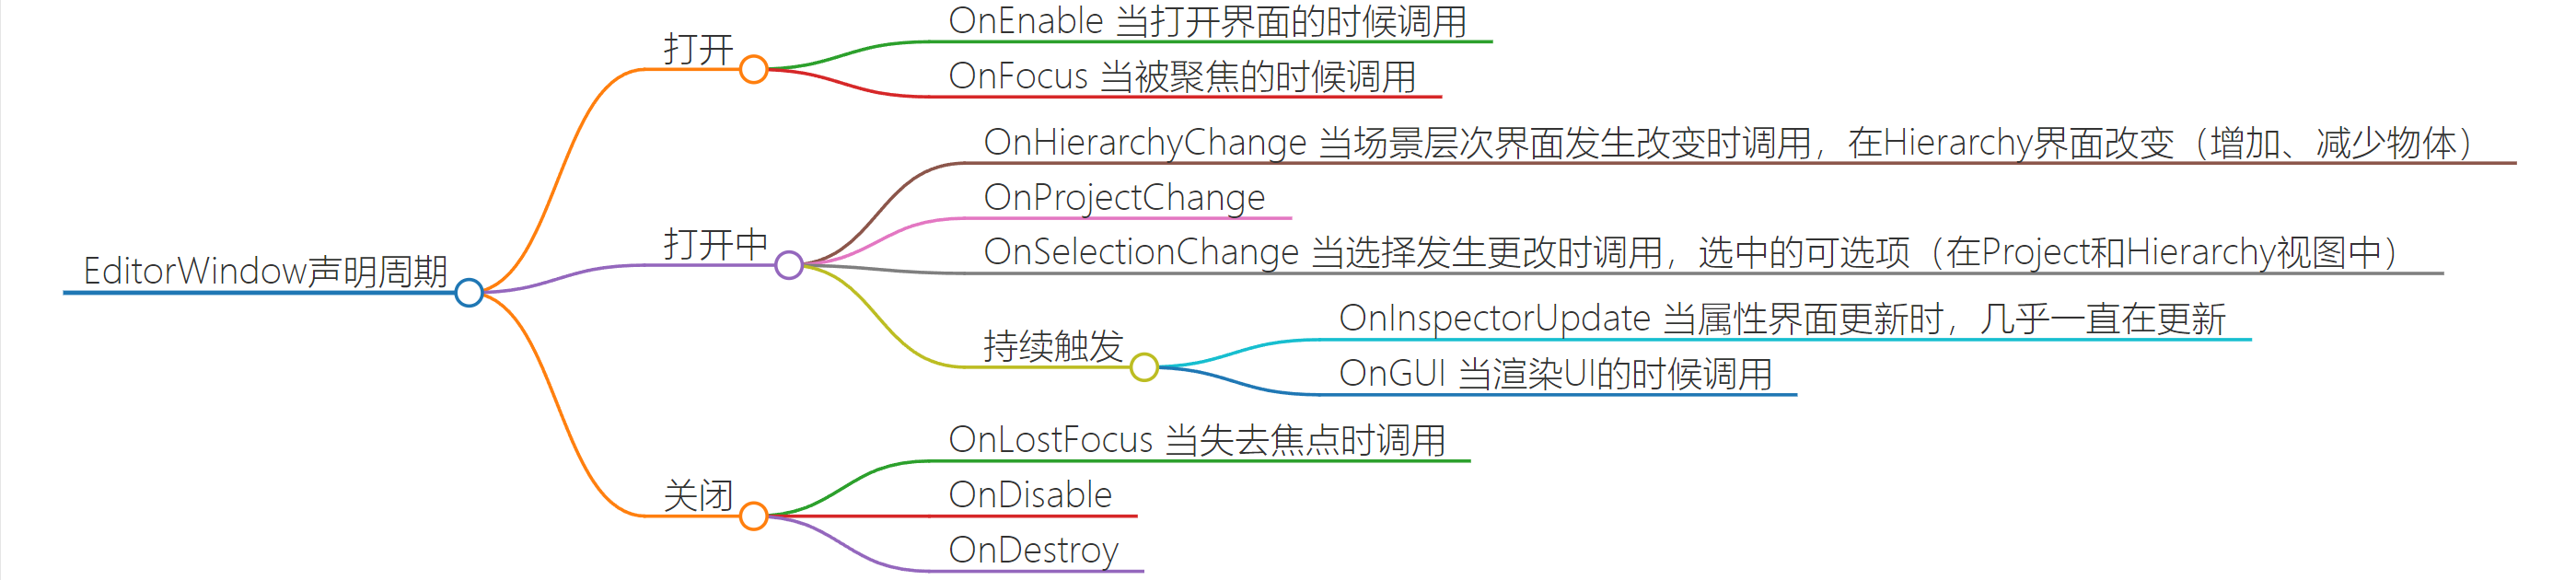 EditorWindow声明周期
打开
OnEnable 当打开界面的时候调用
OnFocus 当被聚焦的时候调用
打开中
OnHierarchyChange 当场景层次界面发生改变时调用，在Hierarchy界面改变（增加、减少物体）
OnProjectChange
OnSelectionChange 当选择发生更改时调用，选中的可选项（在Project和Hierarchy视图中）
持续触发
OnInspectorUpdate 当属性界面更新时，几乎一直在更新
OnGUI 当渲染UI的时候调用
关闭
OnLostFocus 当失去焦点时调用
OnDisable
OnDestroy